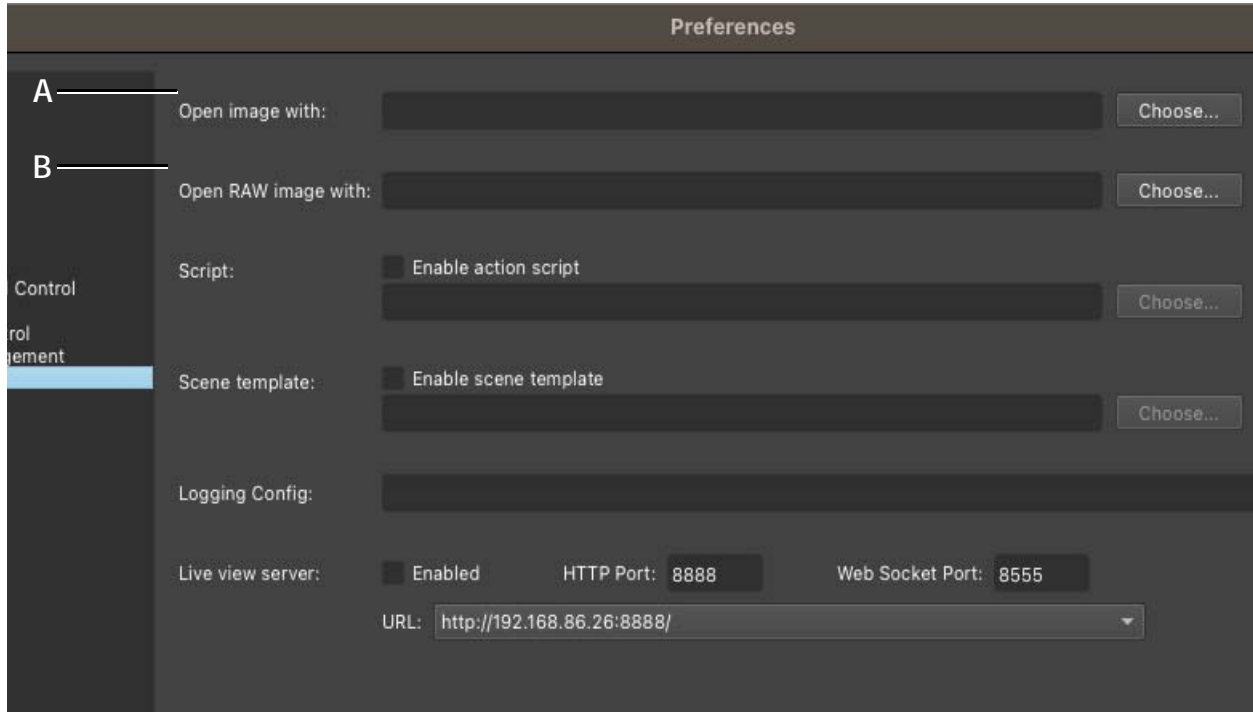 Preferences
A
Open image with:
Choose...
B
Open RAW image with:
Choose...
Script:
Enable action script
Control
Choose...
rol
gement
Scene template:
Enable scene template
Choose...
Logging Config:
Live view server:
Enabled
HTTP Port: 8888
Web Socket Port: 8555
URL: http://192.168.86.26:8888/